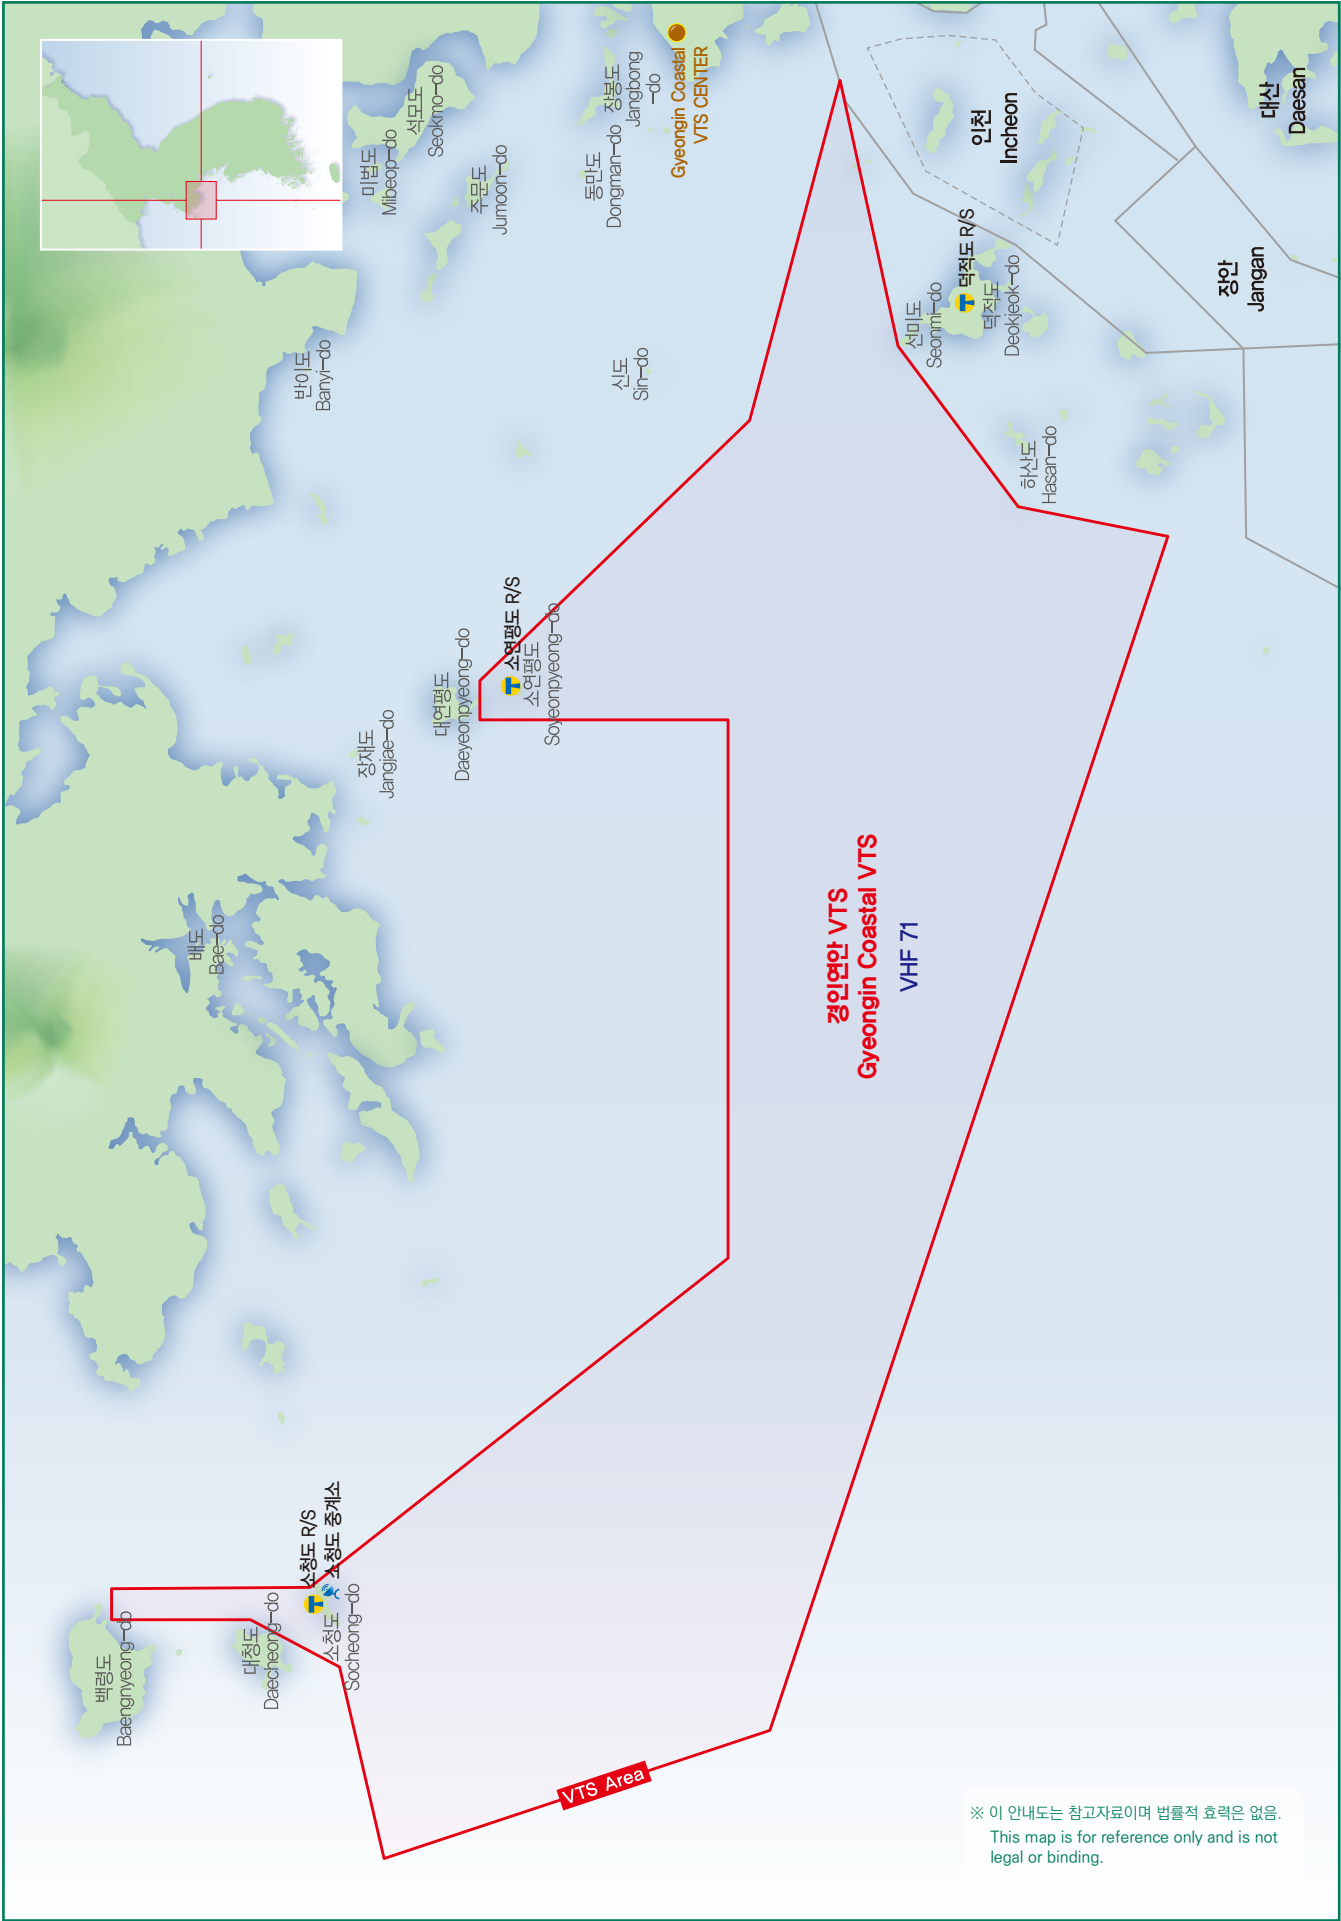 석모도
Seokmo-do
미법도
Mibeop-do
주문도
Jumoon-do
장봉도
Jangbong
-do
동만도
Dongman-do
Gyeongin Coastal
VTS CENTER
인천
Incheon
대산
Daesan
장안
Jangan
덕적도 R/S
덕적도
Deokjeok-do
선미도
Seonmi-do
반이도
Banyi-do
신도
Sin-do
하산도
Hasan-do
소연평도 R/S
소연평도
Soyeonpyeong-do
대연평도
Daeyeonpyeong-do
장재도
Jangjae-do
배도
Bae-do
경인연안 VTS
Gyeongin Coastal VTS
VHF 71
소청도 R/S
소청도 중계소
소청도
Socheong-do
대청도
Daecheong-do
백령도
Baengnyeong-do
VTS Area
※ 이 안내도는 참고자료이며 법률적 효력은 없음.
This map is for reference only and is not
legal or binding.